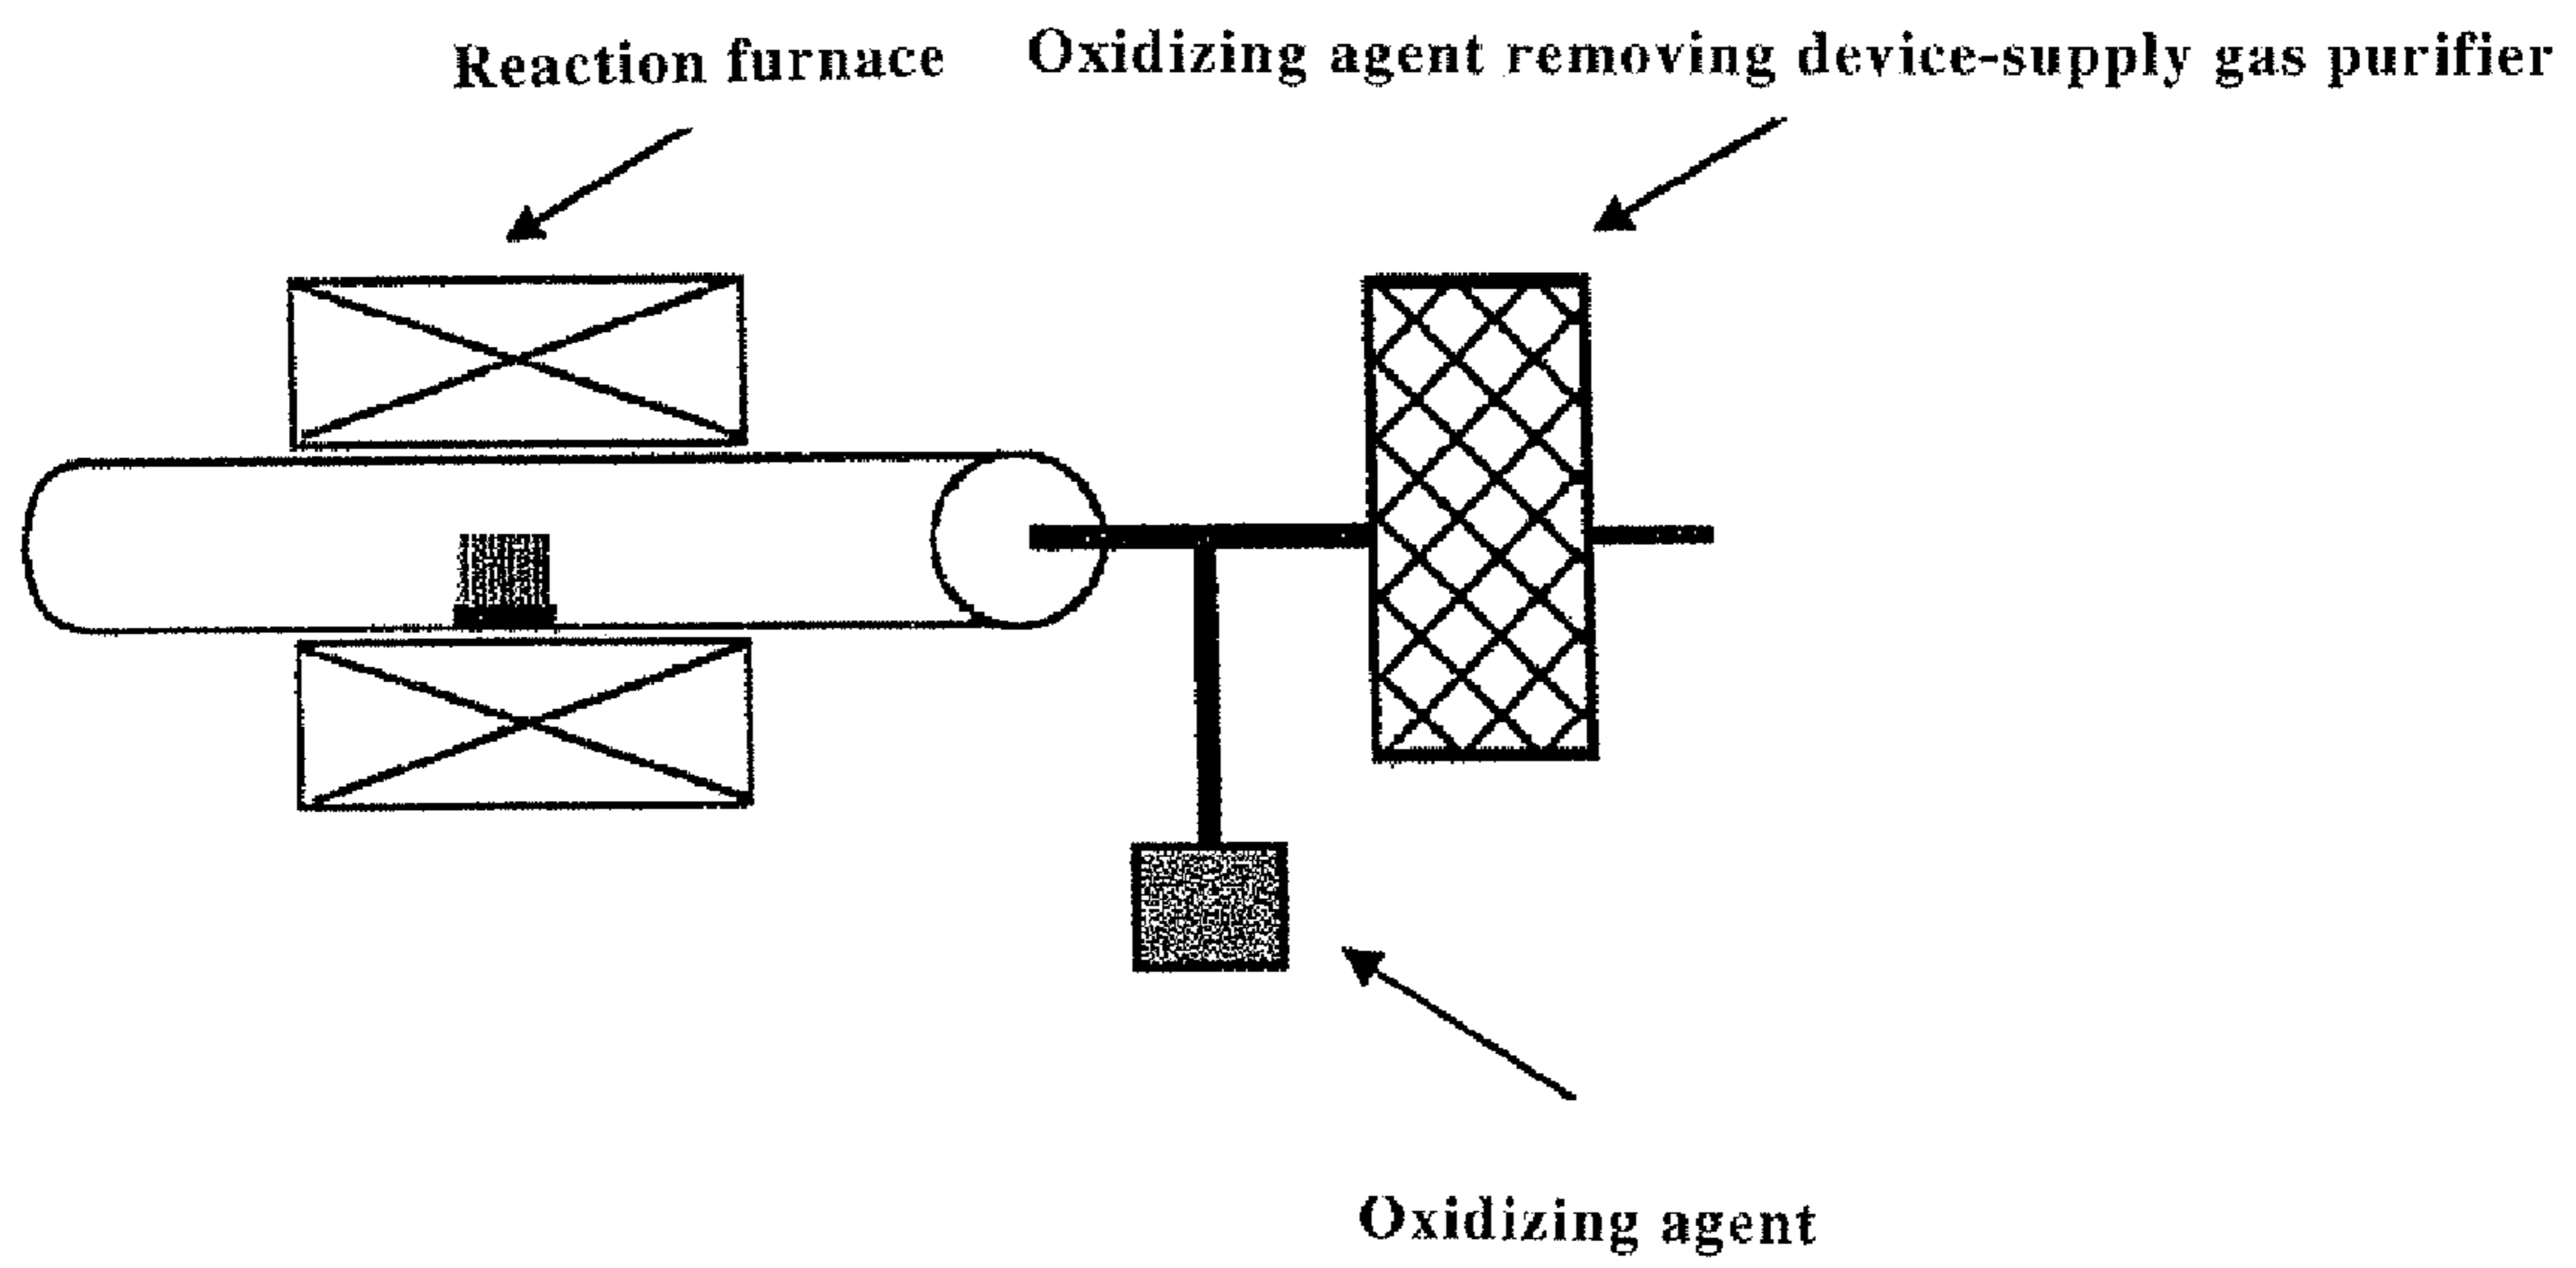 Reaction furnace
Oxidizing agent removing device-supply gas purifier
Oxidizing agent